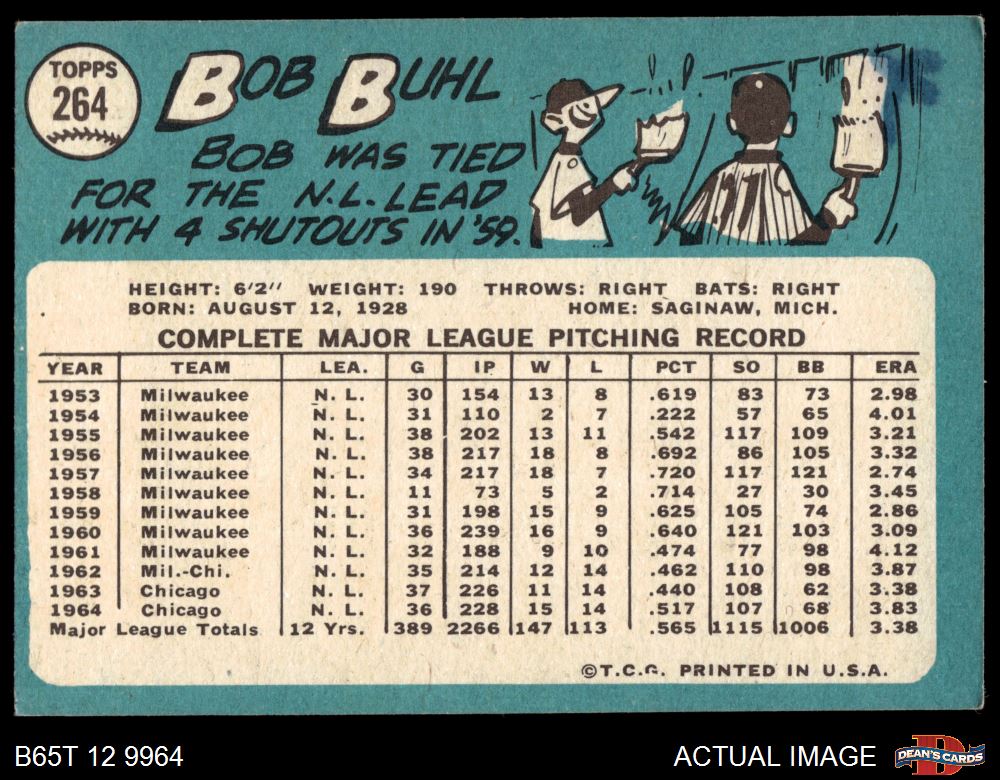 TOPPS
264
BOB BUHL
BOB WAS TIED
FOR THE N.L. LEAD
WITH 4 SHUTOUTS IN '59.
HEIGHT: 6'2" WEIGHT: 190 THROWS: RIGHT BATS: RIGHT
BORN: AUGUST 12, 1928 HOME: SAGINAW, MICH.
COMPLETE MAJOR LEAGUE PITCHING RECORD
YEAR TEAM LEA. G IP W L PCT SO BB ERA
1953 Milwaukee N. L. 30 154 13 8 .619 83 73 2.98
1954 Milwaukee N. L. 31 110 2 7 .222 57 65 4.01
1955 Milwaukee N. L. 38 202 13 11 .542 117 109 3.21
1956 Milwaukee N. L. 38 217 18 8 .692 86 105 3.32
1957 Milwaukee N. L. 34 217 18 7 .720 117 121 2.74
1958 Milwaukee N. L. 11 73 5 2 .714 27 30 3.45
1959 Milwaukee N. L. 31 198 15 9 .625 105 74 2.86
1960 Milwaukee N. L. 36 239 16 9 .640 121 103 3.09
1961 Milwaukee N. L. 32 188 9 10 .474 77 98 4.12
1962 Mil.-Chi. N. L. 35 214 12 14 .462 110 98 3.87
1963 Chicago N. L. 37 226 11 14 .440 108 62 3.38
1964 Chicago N. L. 36 228 15 14 .517 107 68 3.83
Major League Totals 12 Yrs. 389 2266 147 113 .565 1115 1006 3.38
©T.C.G. PRINTED IN U.S.A.
B65T 12 9964 ACTUAL IMAGE DEAN'S CARDS